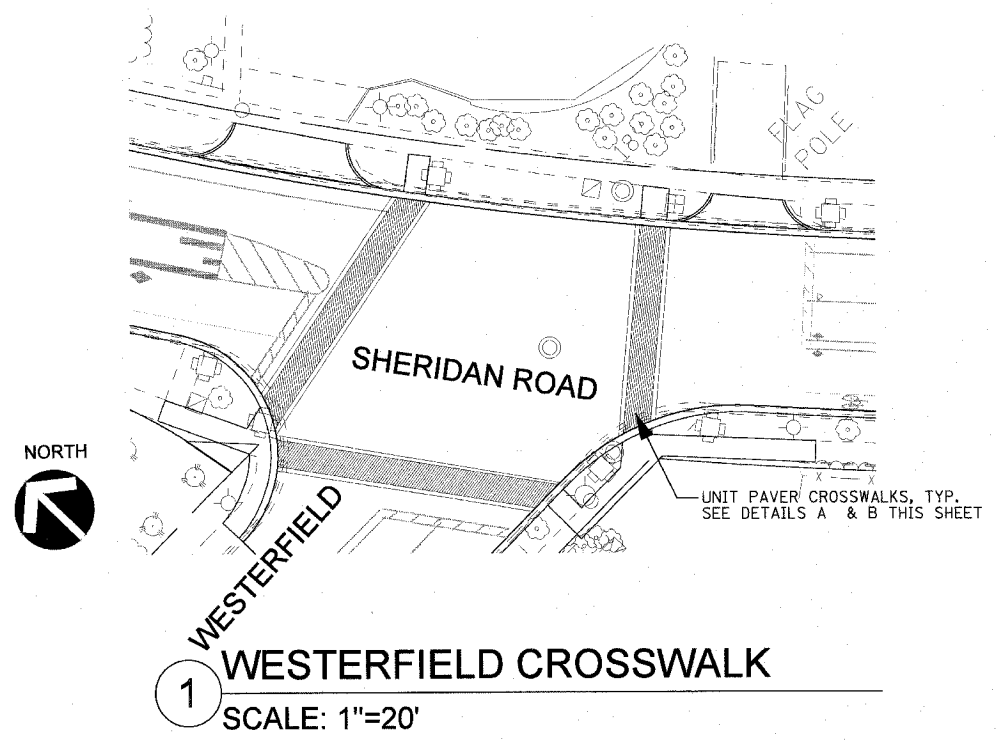 FLAG
POLE
SHERIDAN ROAD
NORTH
UNIT PAVER CROSSWALKS, TYP.
SEE DETAILS A & B THIS SHEET
X X
WESTERFIELD
1
WESTERFIELD CROSSWALK
SCALE: 1"=20'